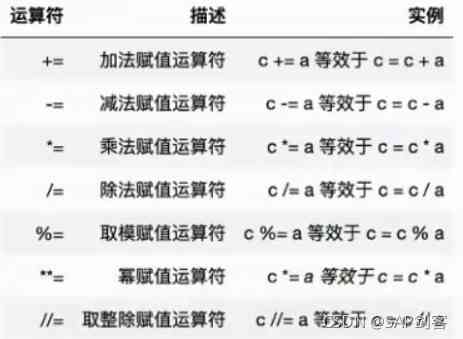 运算符 描述 实例
+= 加法赋值运算符 c += a 等效于 c = c + a
-= 减法赋值运算符 c -= a 等效于 c = c - a
*= 乘法赋值运算符 c *= a 等效于 c = c * a
/= 除法赋值运算符 c /= a 等效于 c = c / a
%= 取模赋值运算符 c %= a 等效于 c = c % a
**= 幂赋值运算符 c *= a 等效于 c = c * a
//= 取整除赋值运算符 c //= a 等效于
CSDN @SAP剑客